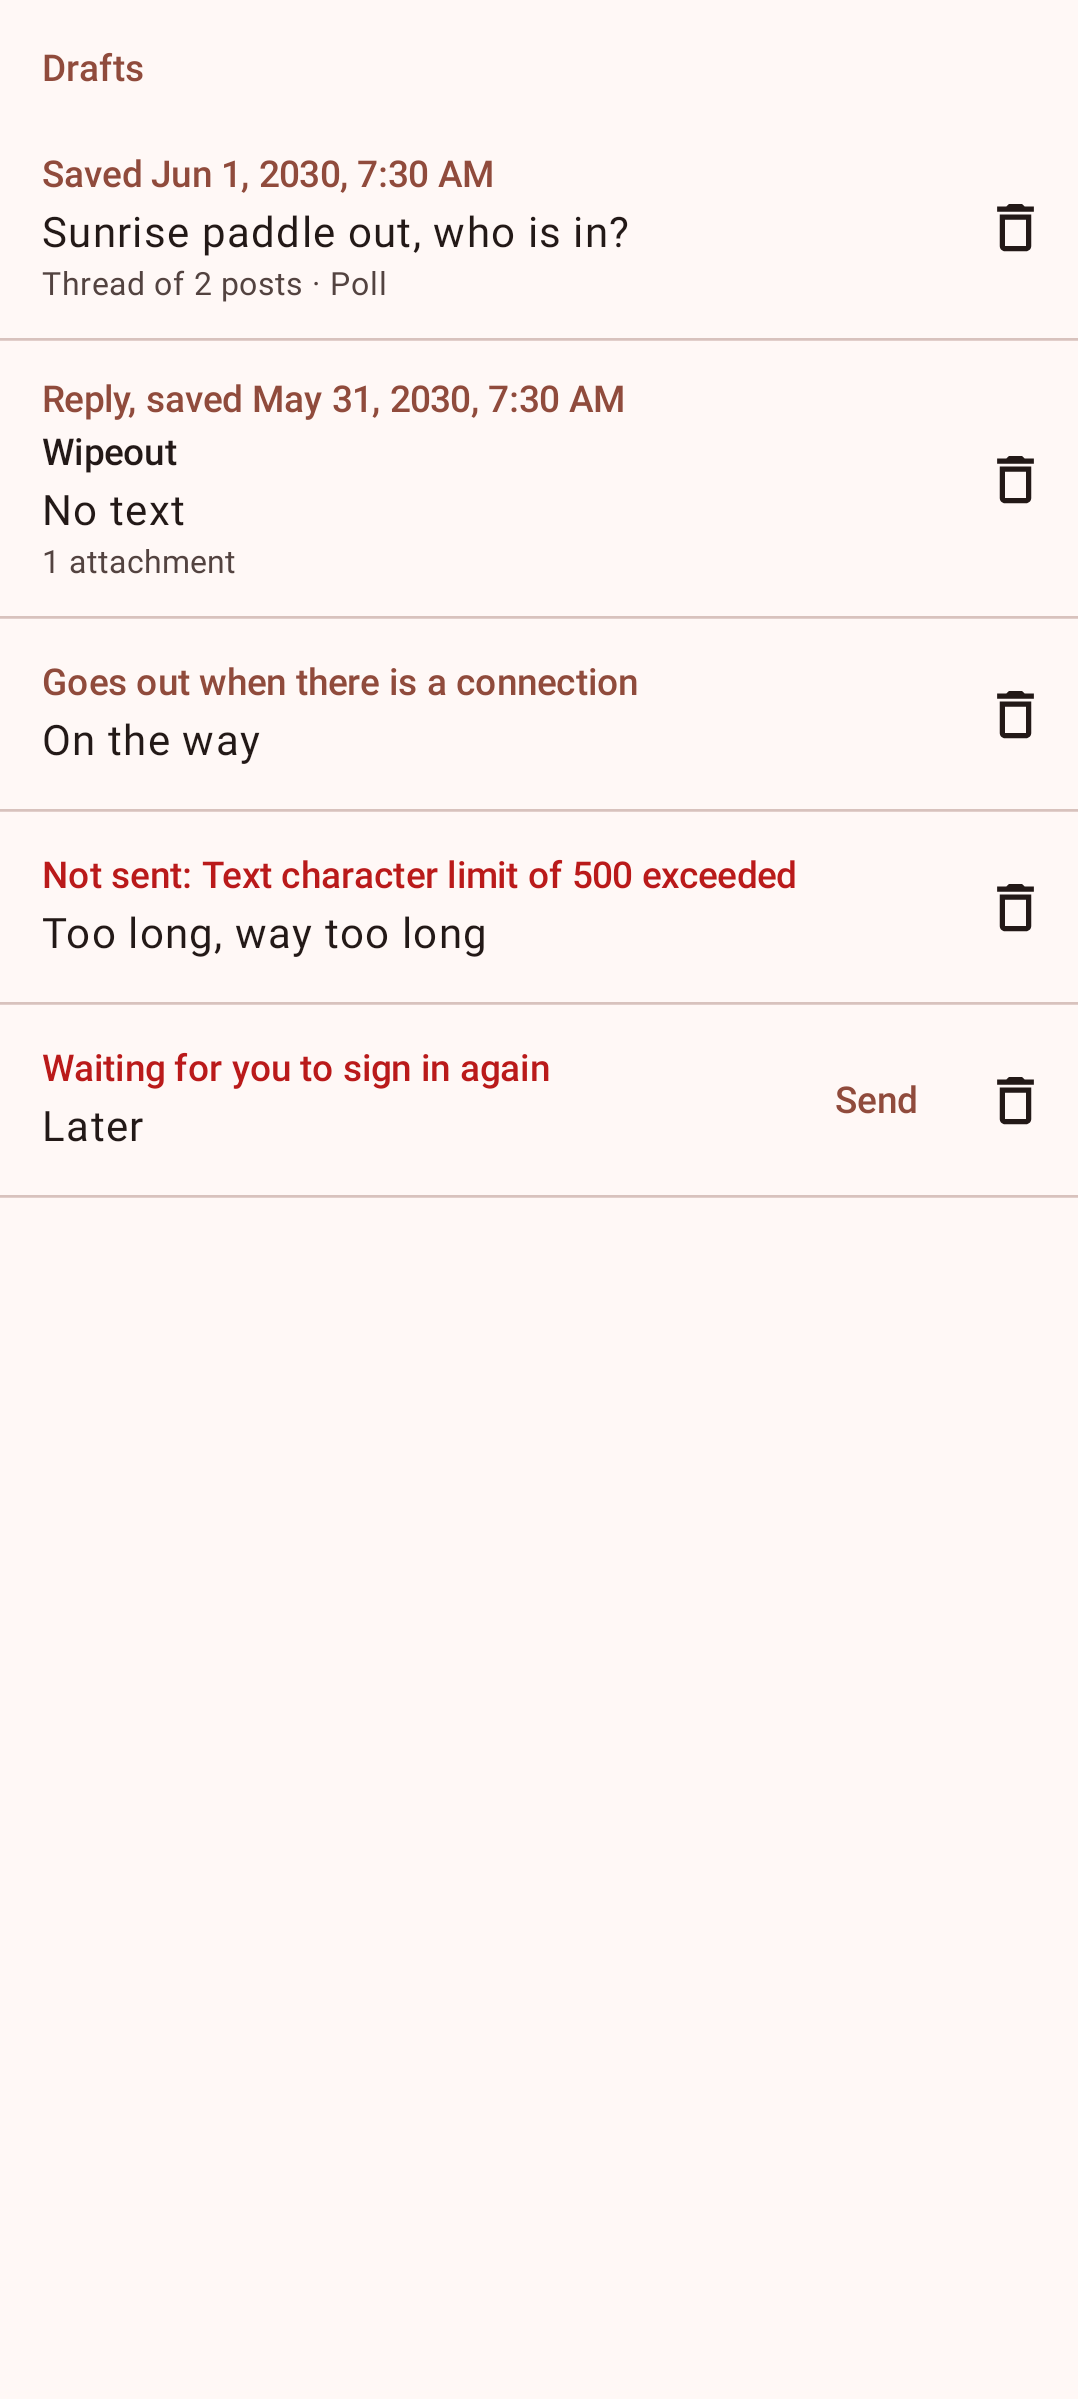 Drafts
Saved Jun 1, 2030, 7:30 AM
Sunrise paddle out, who is in?
Thread of 2 posts · Poll
Reply, saved May 31, 2030, 7:30 AM
Wipeout
No text
1 attachment
Goes out when there is a connection
On the way
Not sent: Text character limit of 500 exceeded
Too long, way too long
Waiting for you to sign in again
Later
Send